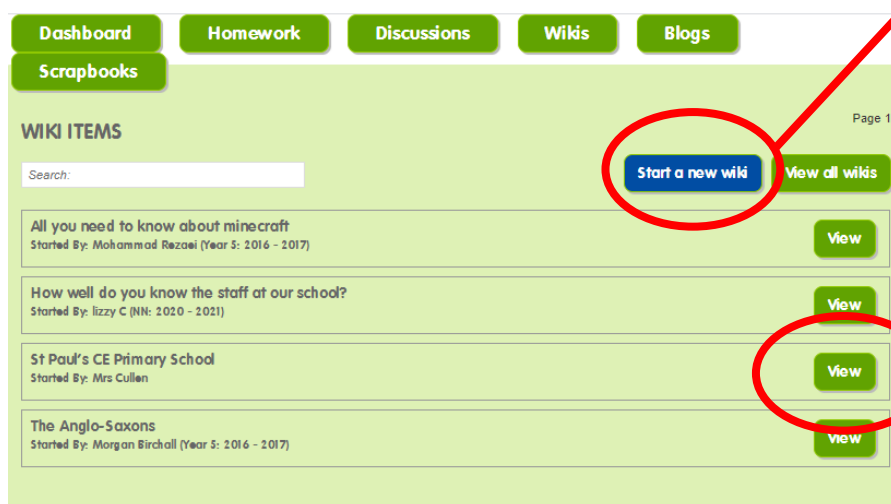 Dashboard Homework Discussions Wikis Blogs
Scrapbooks
Page 1
WIKI ITEMS
Search:
Start a new wiki View all wikis
All you need to know about minecraft
Started By: Mohammad Rezaei (Year 5: 2016 - 2017)
View
How well do you know the staff at our school?
Started By: lizzy C (NN: 2020 - 2021)
View
St Paul's CE Primary School
Started By: Mrs Cullen
View
The Anglo-Saxons
Started By: Morgan Birchall (Year 5: 2016 - 2017)
View